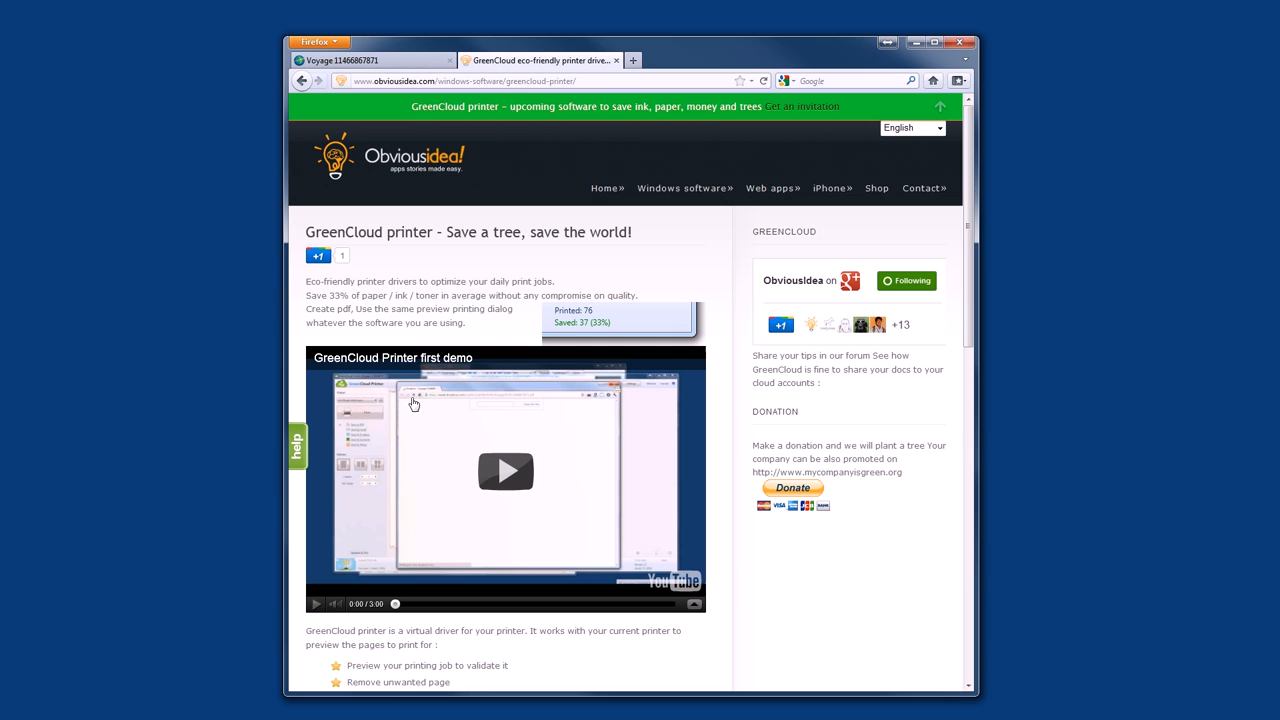 Firefox
Voyage 11466867871
GreenCloud eco-friendly printer drive...
www.obviousidea.com/windows-software/greencloud-printer/
Google
GreenCloud printer – upcoming software to save ink, paper, money and trees Get an invitation
English
Obviousidea!
apps stories made easy.
Home» Windows software» Web apps» iPhone» Shop Contact»
GreenCloud printer – Save a tree, save the world!
+1 1
Eco-friendly printer drivers to optimize your daily print jobs.
Save 33% of paper / ink / toner in average without any compromise on quality.
Create pdf, Use the same preview printing dialog
whatever the software you are using.
Printed: 76
Saved: 37 (33%)
GreenCloud Printer first demo
GreenCloud Printer
YouTube
0:00 / 3:00
help
GreenCloud printer is a virtual driver for your printer. It works with your current printer to
preview the pages to print for :
Preview your printing job to validate it
Remove unwanted page
GREENCLOUD
ObviousIdea on g+ Following
+1 +13
Share your tips in our forum See how
GreenCloud is fine to share your docs to your
cloud accounts :
DONATION
Make a donation and we will plant a tree Your
company can be also promoted on
http://www.mycompanyisgreen.org
Donate
VISA